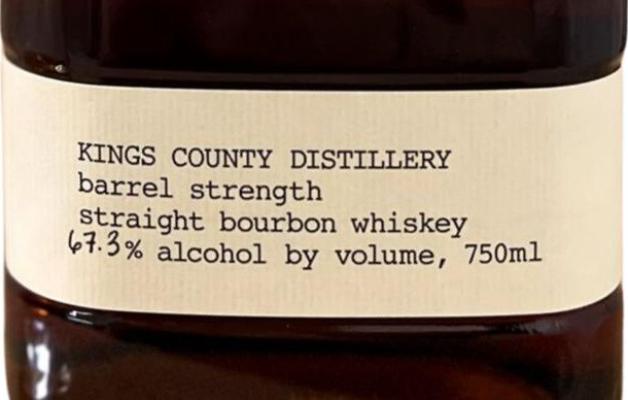 KINGS COUNTY DISTILLERY
barrel strength
straight bourbon whiskey
67.3% alcohol by volume, 750ml